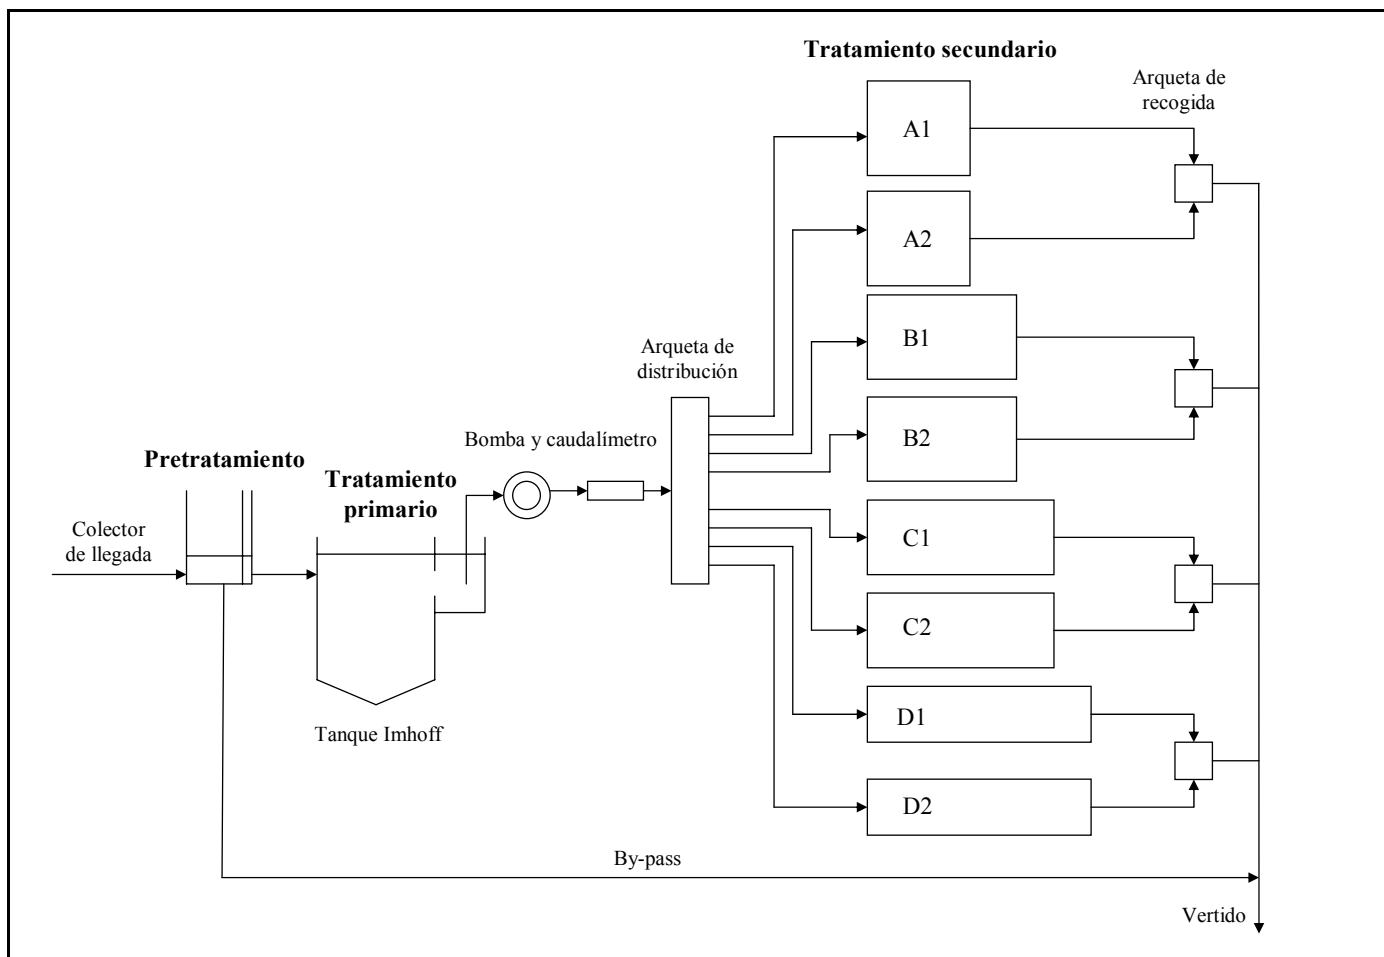 Tratamiento secundario
Arqueta de
recogida
A1
A2
B1
Arqueta de
distribución
B2
Bomba y caudalímetro
Pretratamiento
Tratamiento
primario
Colector
de llegada
C1
C2
D1
Tanque Imhoff
D2
By-pass
Vertido